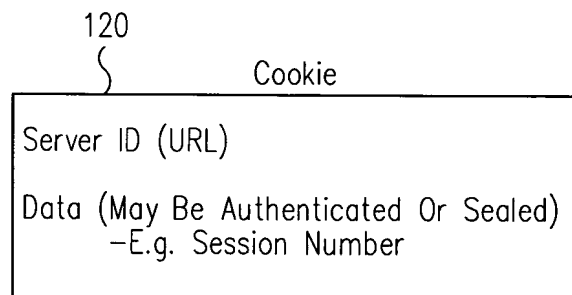 120
Cookie
Server ID (URL)
Data (May Be Authenticated Or Sealed)
-E.g. Session Number